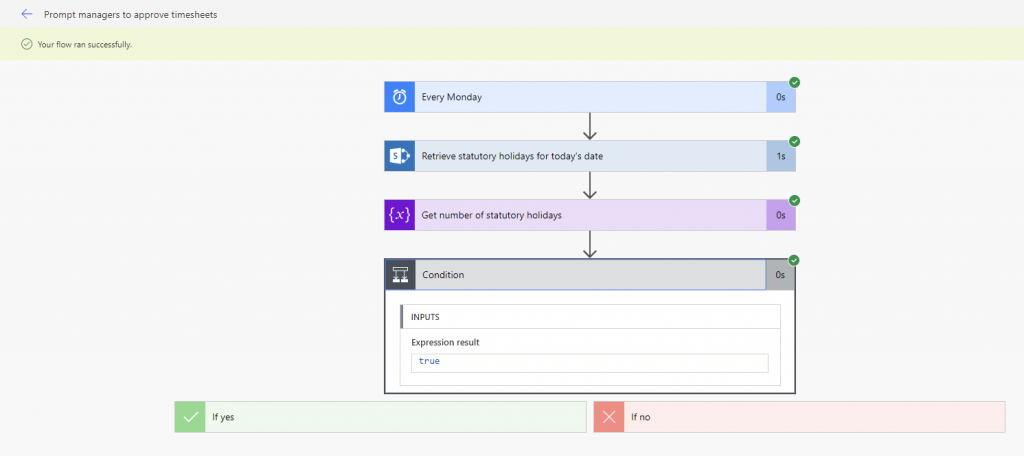 Prompt managers to approve timesheets
Your flow ran successfully.
Every Monday
0s
S
Retrieve statutory holidays for today's date
1s
{x}
Get number of statutory holidays
0s
Condition
0s
INPUTS
Expression result
true
If yes
If no